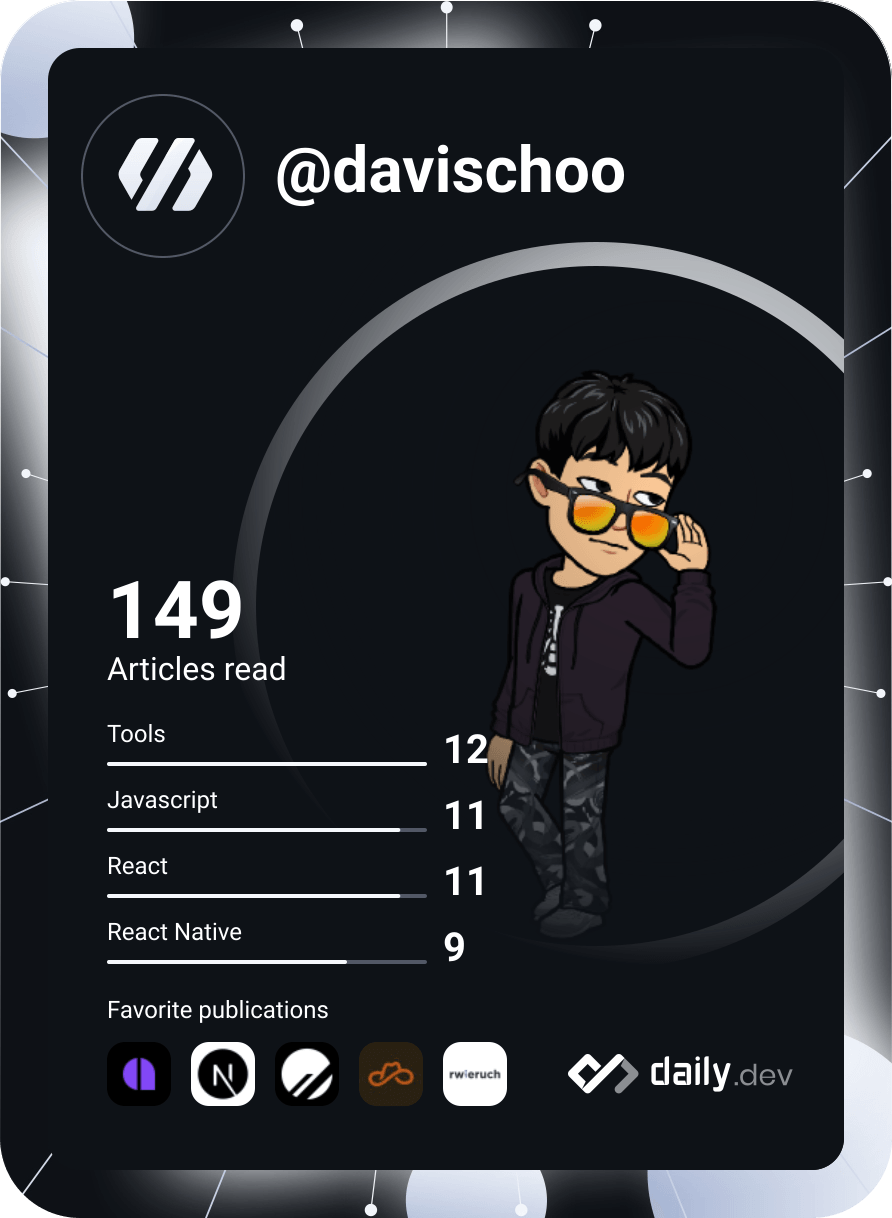 @davischoo
149
Articles read
Tools
12
Javascript
11
React
11
React Native
9
Favorite publications
N
rwieruch
daily.dev